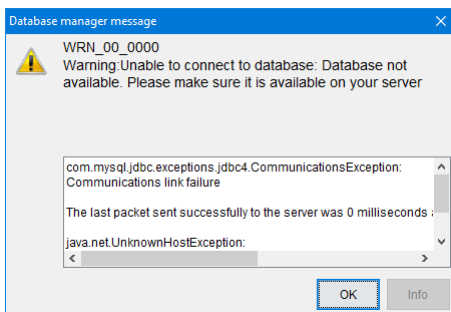 Database manager message
WRN_00_0000
Warning:Unable to connect to database: Database not
available. Please make sure it is available on your server
com.mysql.jdbc.exceptions.jdbc4.CommunicationsException:
Communications link failure
The last packet sent successfully to the server was 0 milliseconds
java.net.UnknownHostException:
OK
Info